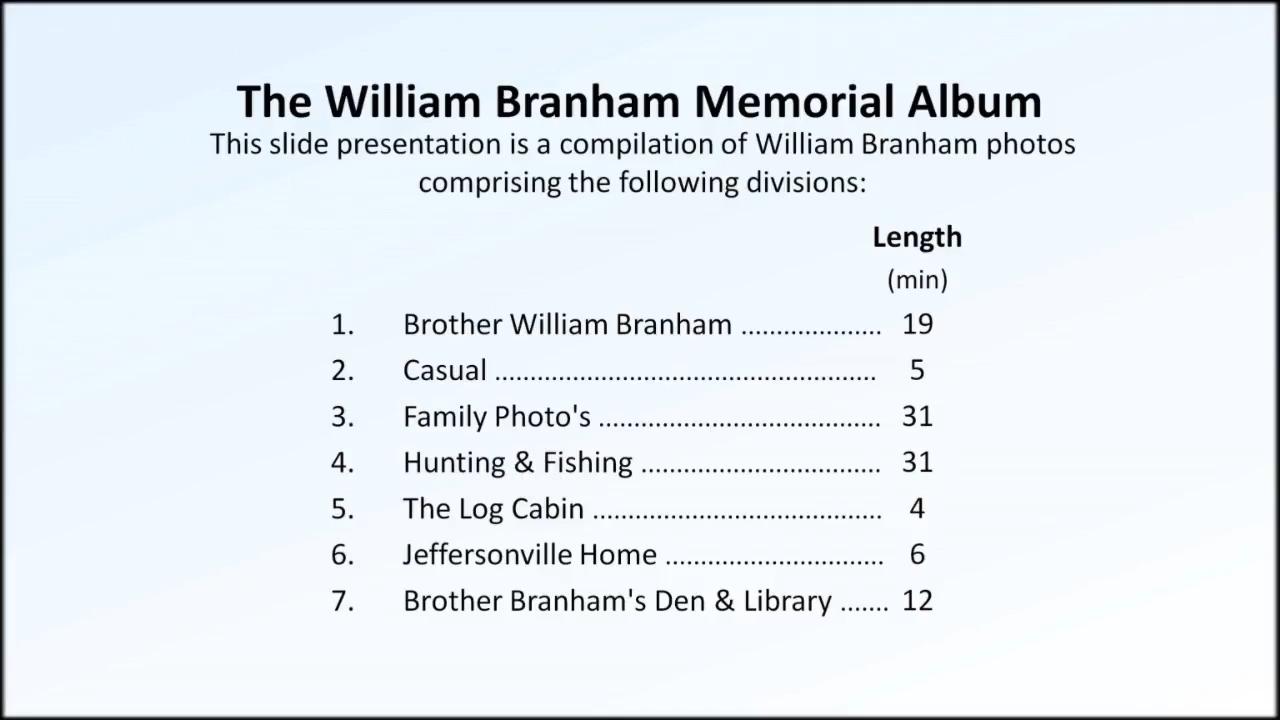 The William Branham Memorial Album
This slide presentation is a compilation of William Branham photos
comprising the following divisions:
Length
(min)
1. Brother William Branham .................... 19
2. Casual ...................................................... 5
3. Family Photo's ........................................ 31
4. Hunting & Fishing .................................. 31
5. The Log Cabin ......................................... 4
6. Jeffersonville Home ............................... 6
7. Brother Branham's Den & Library ....... 12